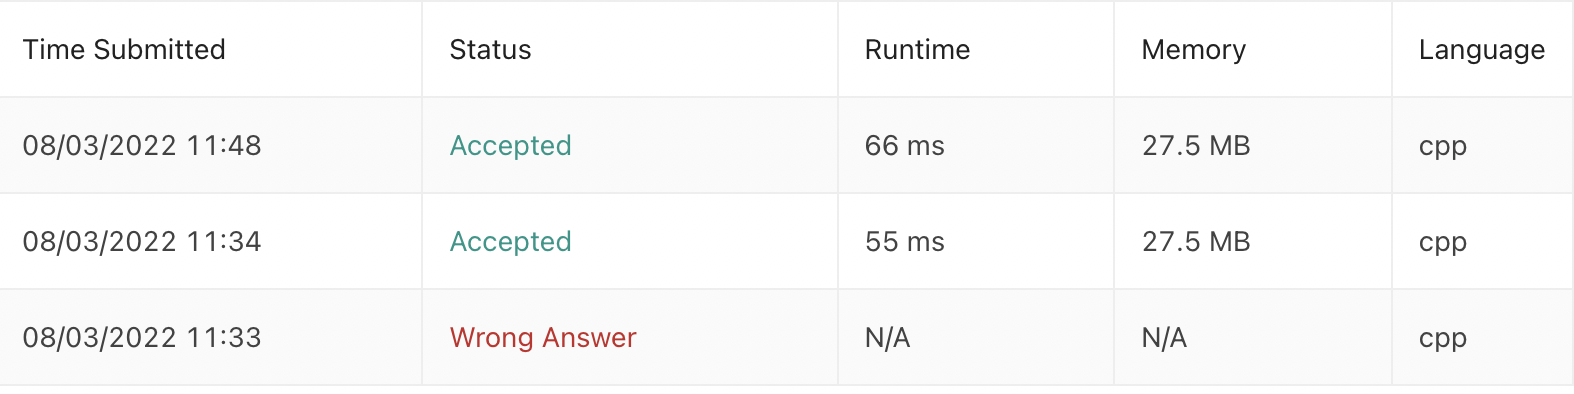 Time Submitted Status Runtime Memory Language
08/03/2022 11:48 Accepted 66 ms 27.5 MB cpp
08/03/2022 11:34 Accepted 55 ms 27.5 MB cpp
08/03/2022 11:33 Wrong Answer N/A N/A cpp